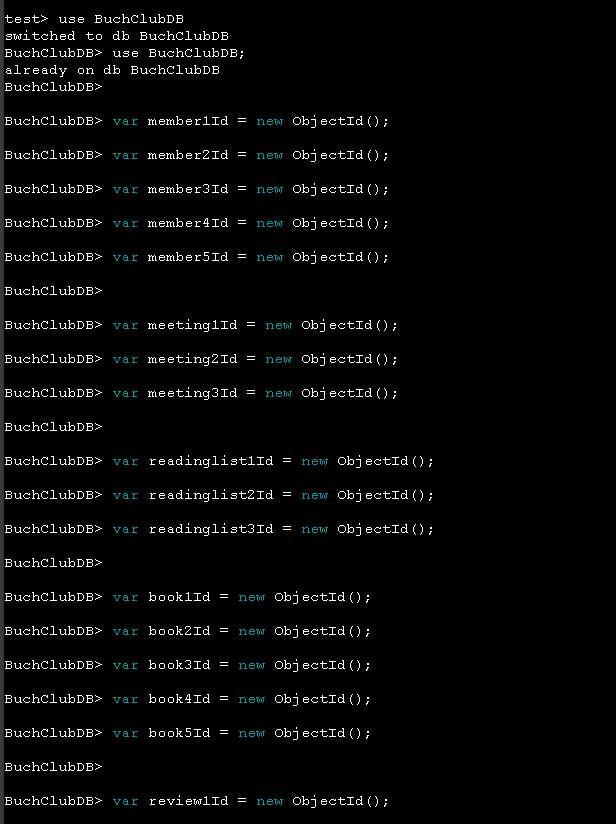 test> use BuchClubDB
switched to db BuchClubDB
BuchClubDB> use BuchClubDB;
already on db BuchClubDB
BuchClubDB>
BuchClubDB> var member1Id = new ObjectId();
BuchClubDB> var member2Id = new ObjectId();
BuchClubDB> var member3Id = new ObjectId();
BuchClubDB> var member4Id = new ObjectId();
BuchClubDB> var member5Id = new ObjectId();
BuchClubDB>
BuchClubDB> var meeting1Id = new ObjectId();
BuchClubDB> var meeting2Id = new ObjectId();
BuchClubDB> var meeting3Id = new ObjectId();
BuchClubDB>
BuchClubDB> var readinglist1Id = new ObjectId();
BuchClubDB> var readinglist2Id = new ObjectId();
BuchClubDB> var readinglist3Id = new ObjectId();
BuchClubDB>
BuchClubDB> var book1Id = new ObjectId();
BuchClubDB> var book2Id = new ObjectId();
BuchClubDB> var book3Id = new ObjectId();
BuchClubDB> var book4Id = new ObjectId();
BuchClubDB> var book5Id = new ObjectId();
BuchClubDB>
BuchClubDB> var review1Id = new ObjectId();